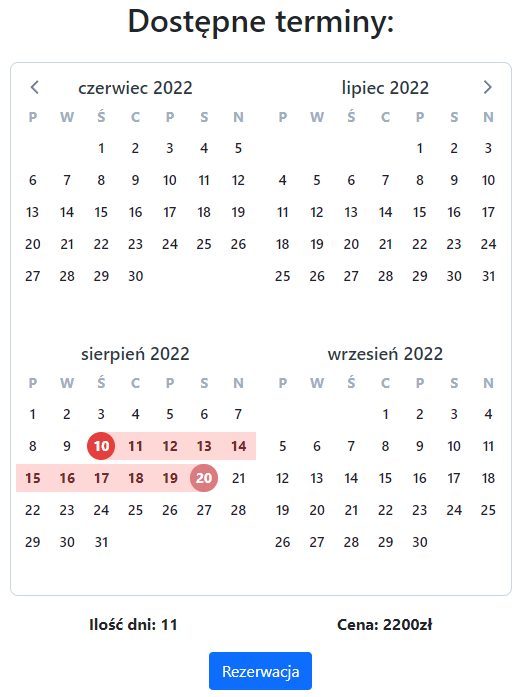 Dostępne terminy:
czerwiec 2022
P W Ś C P S N
1 2 3 4 5
6 7 8 9 10 11 12
13 14 15 16 17 18 19
20 21 22 23 24 25 26
27 28 29 30
lipiec 2022
P W Ś C P S N
1 2 3
4 5 6 7 8 9 10
11 12 13 14 15 16 17
18 19 20 21 22 23 24
25 26 27 28 29 30 31
sierpień 2022
P W Ś C P S N
1 2 3 4 5 6 7
8 9 10 11 12 13 14
15 16 17 18 19 20 21
22 23 24 25 26 27 28
29 30 31
wrzesień 2022
P W Ś C P S N
1 2 3 4
5 6 7 8 9 10 11
12 13 14 15 16 17 18
19 20 21 22 23 24 25
26 27 28 29 30
Ilość dni: 11
Cena: 2200zł
Rezerwacja